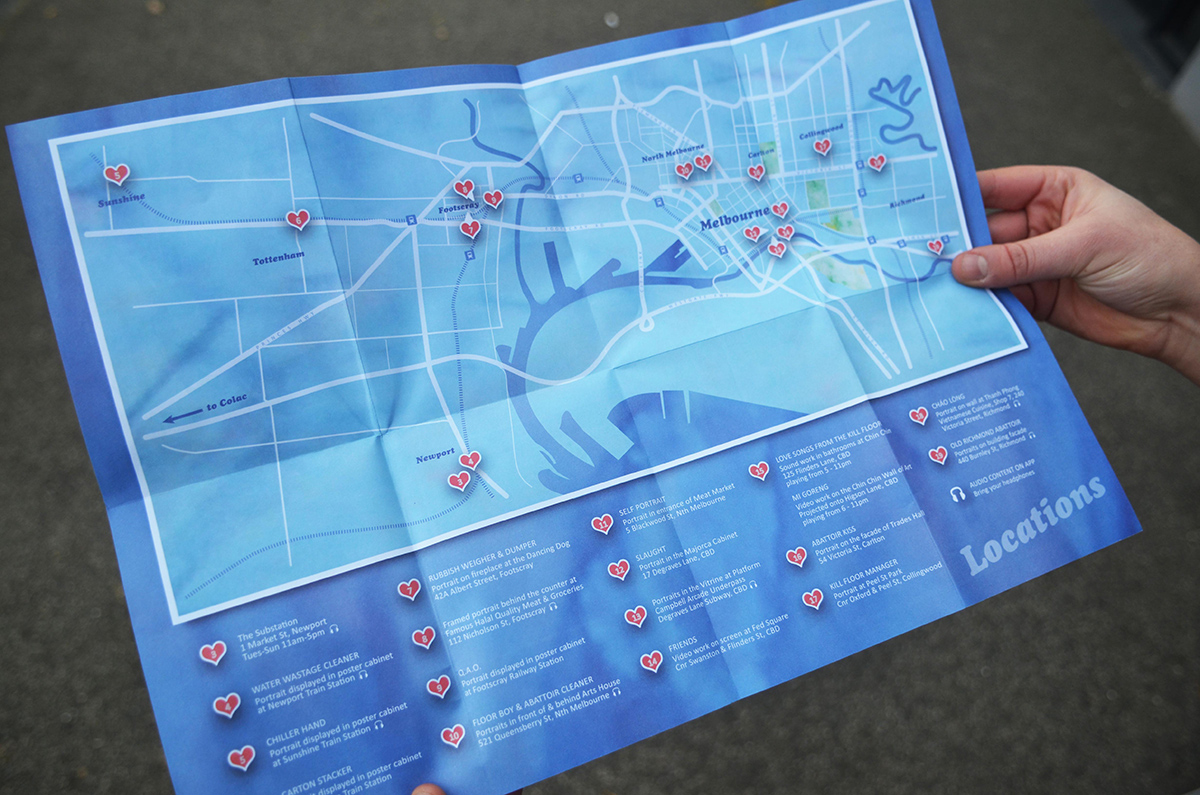 5
Sunshine
6
Tottenham
8
9
Footscray
7
North Melbourne
Carlton
Collingwood
Melbourne
Richmond
PRINCES HWY
to Colac
Newport
4
3
3
The Substation
1 Market St, Newport
Tues-Sun 11am-5pm
4
WATER WASTAGE CLEANER
Portrait displayed in poster cabinet
at Newport Train Station
5
CHILLER HAND
Portrait displayed in poster cabinet
at Sunshine Train Station
CARTON STACKER
displayed in poster cabinet
Train Station
7
RUBBISH WEIGHER & DUMPER
Portrait on fireplace at the Dancing Dog
42A Albert Street, Footscray
8
Framed portrait behind the counter at
Famous Halal Quality Meat & Groceries
112 Nicholson St, Footscray
9
Q.A.O.
Portrait displayed in poster cabinet
at Footscray Railway Station
10
FLOOR BOY & ABATTOIR CLEANER
Portraits in front of & behind Arts House
521 Queensberry St, Nth Melbourne
11
SELF PORTRAIT
Portrait in entrance of Meat Market
5 Blackwood St, Nth Melbourne
12
SLAUGHT
Portrait in the Majorca Cabinet
17 Degraves Lane, CBD
13
Portraits in the Vitrine at Platform
Campbell Arcade Underpass
Degraves Lane Subway, CBD
14
FRIENDS
Video work on screen at Fed Square
Cnr Swanston & Flinders St, CBD
15
LOVE SONGS FROM THE KILL FLOOR
Sound work in bathrooms at Chin Chin
125 Flinders Lane, CBD
playing from 5 - 11pm
MI GORENG
Video work on the Chin Chin Wall of Art
Projected onto Higson Lane, CBD
playing from 6 - 11pm
16
ABATTOIR KISS
Portrait on the facade of Trades Hall
54 Victoria St, Carlton
17
KILL FLOOR MANAGER
Portrait at Peel St Park
Cnr Oxford & Peel St, Collingwood
18
CHAO LONG
Portrait on wall at Thanh Phong
Vietnamese Cuisine, Shop 7, 240
Victoria Street, Richmond
19
OLD RICHMOND ABATTOIR
Portraits on building facade
440 Burnley St, Richmond
AUDIO CONTENT ON APP
Bring your headphones
Locations